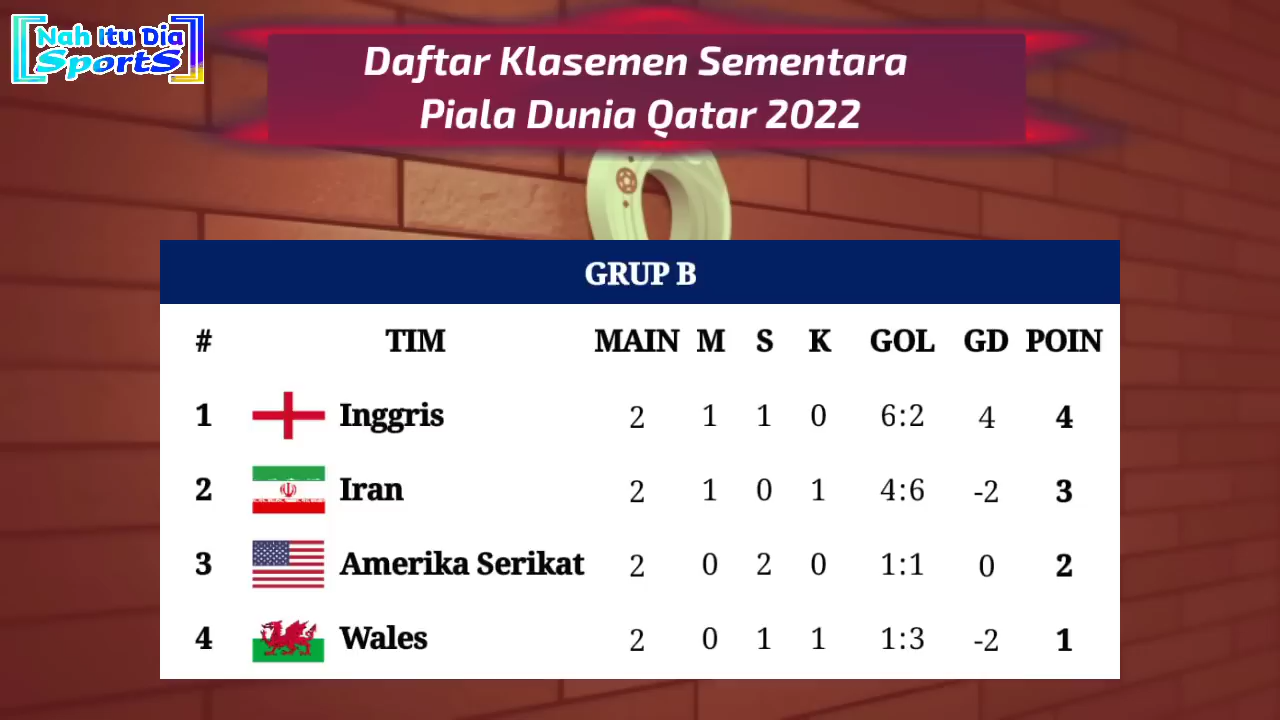 Nah Itu Dia
SportS
Daftar Klasemen Sementara
Piala Dunia Qatar 2022
GRUP B
# TIM MAIN M S K GOL GD POIN
1 Inggris 2 1 1 0 6:2 4 4
2 Iran 2 1 0 1 4:6 -2 3
3 Amerika Serikat 2 0 2 0 1:1 0 2
4 Wales 2 0 1 1 1:3 -2 1